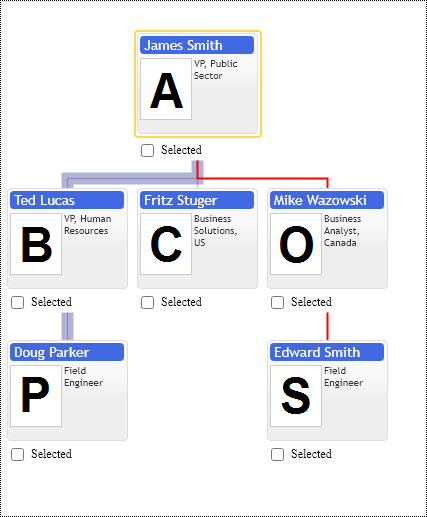 James Smith
A
VP, Public
Sector
Selected
Ted Lucas
B
VP, Human
Resources
Selected
Fritz Stuger
C
Business
Solutions,
US
Selected
Mike Wazowski
O
Business
Analyst,
Canada
Selected
Doug Parker
P
Field
Engineer
Selected
Edward Smith
S
Field
Engineer
Selected